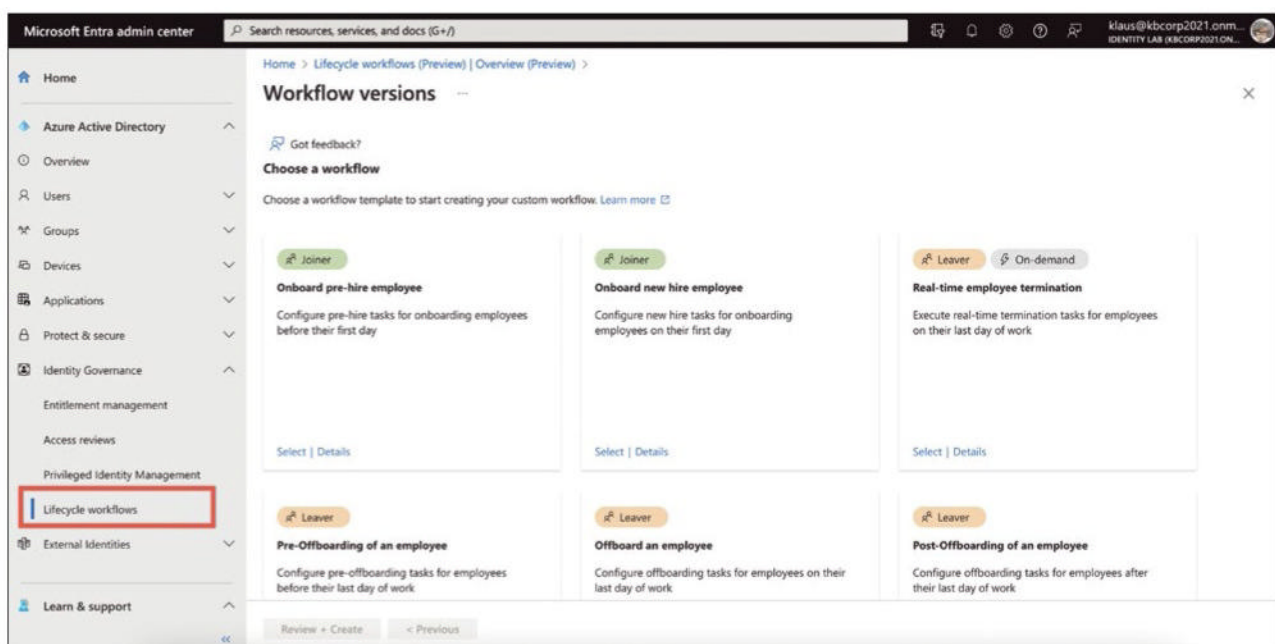 Microsoft Entra admin center
Search resources, services, and docs (G+/)
klaus@kbcorp2021.onm...
IDENTITY LAB (KBCORP2021.ON...
Home
Azure Active Directory
Overview
Users
Groups
Devices
Applications
Protect & secure
Identity Governance
Entitlement management
Access reviews
Privileged Identity Management
Lifecycle workflows
External Identities
Learn & support
«
Home > Lifecycle workflows (Preview) | Overview (Preview) >
Workflow versions ...
Got feedback?
Choose a workflow
Choose a workflow template to start creating your custom workflow. Learn more
Joiner
Onboard pre-hire employee
Configure pre-hire tasks for onboarding employees
before their first day
Select | Details
Joiner
Onboard new hire employee
Configure new hire tasks for onboarding
employees on their first day
Select | Details
Leaver On-demand
Real-time employee termination
Execute real-time termination tasks for employees
on their last day of work
Select | Details
Leaver
Pre-Offboarding of an employee
Configure pre-offboarding tasks for employees
before their last day of work
Leaver
Offboard an employee
Configure offboarding tasks for employees on their
last day of work
Leaver
Post-Offboarding of an employee
Configure offboarding tasks for employees after
their last day of work
Review + Create
< Previous